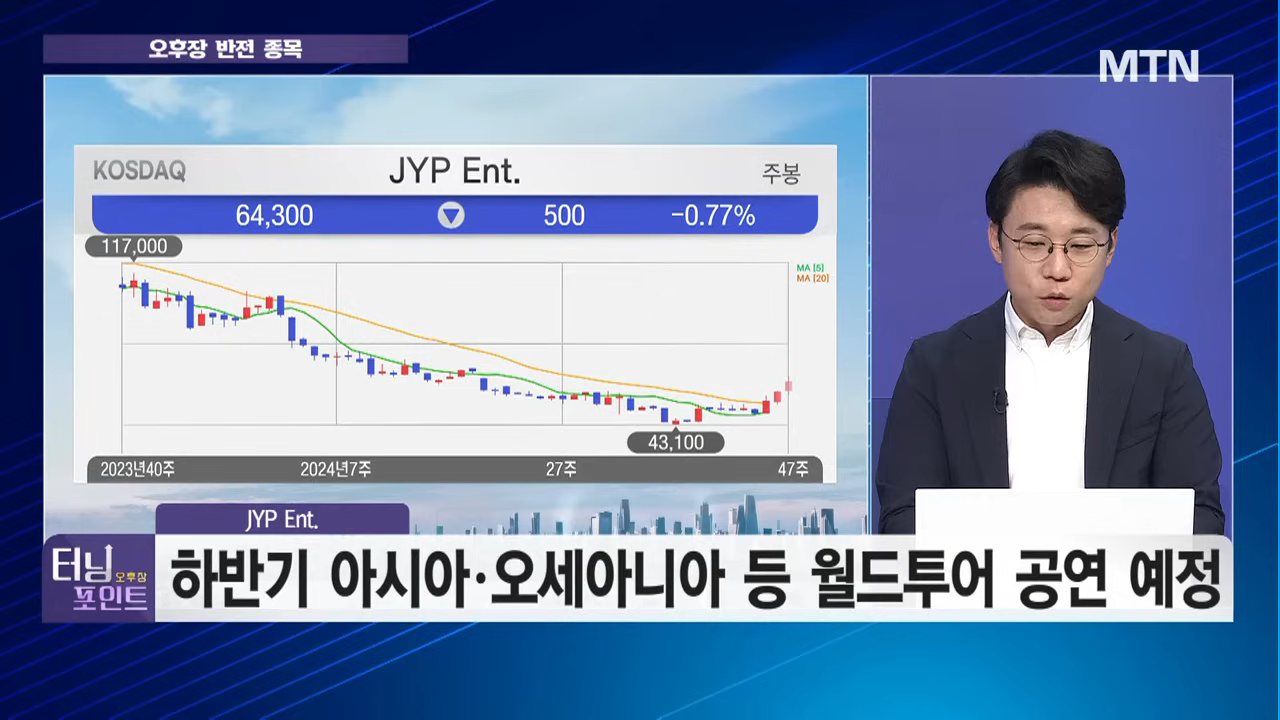 오후장 반전 종목
MTN
KOSDAQ JYP Ent. 주봉
64,300 ▼ 500 -0.77%
117,000
MA [5]
MA [20]
43,100
2023년40주 2024년7주 27주 47주
JYP Ent.
터닝 오후장 포인트
하반기 아시아·오세아니아 등 월드투어 공연 예정